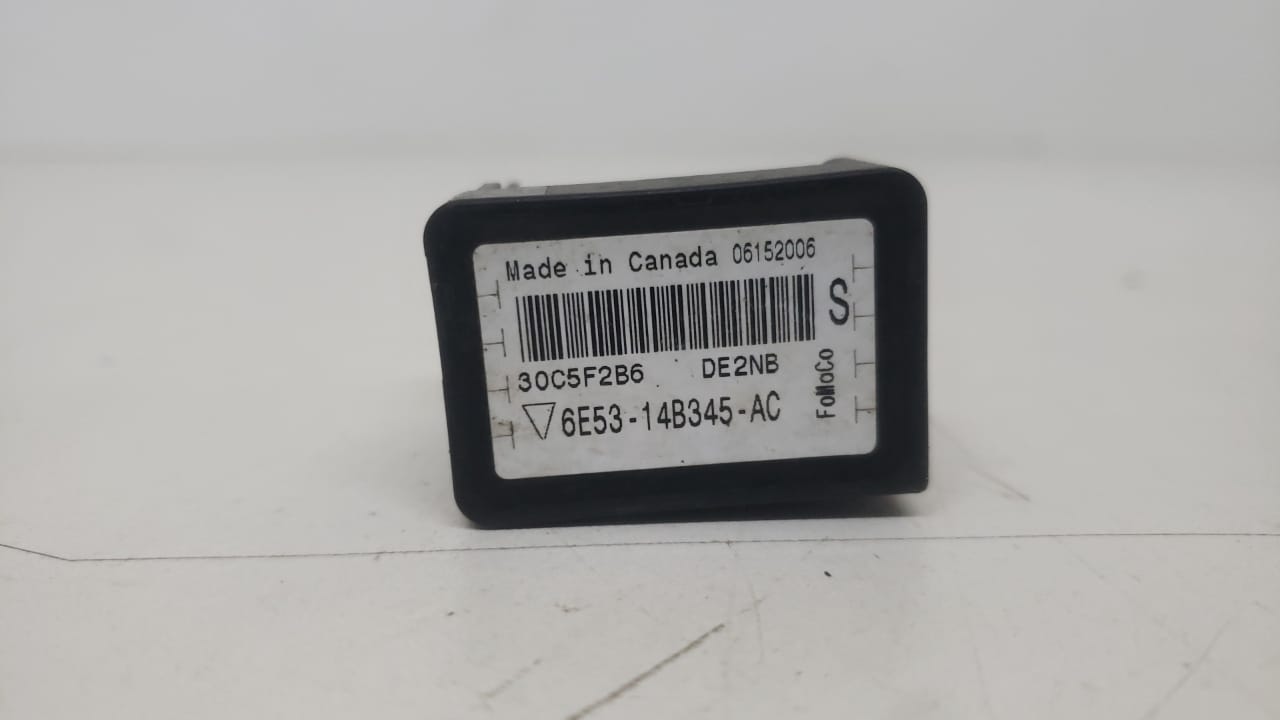 Made in Canada 06152006
S
30C5F2B6 DE2NB
6E53-14B345-AC
FoMoCo